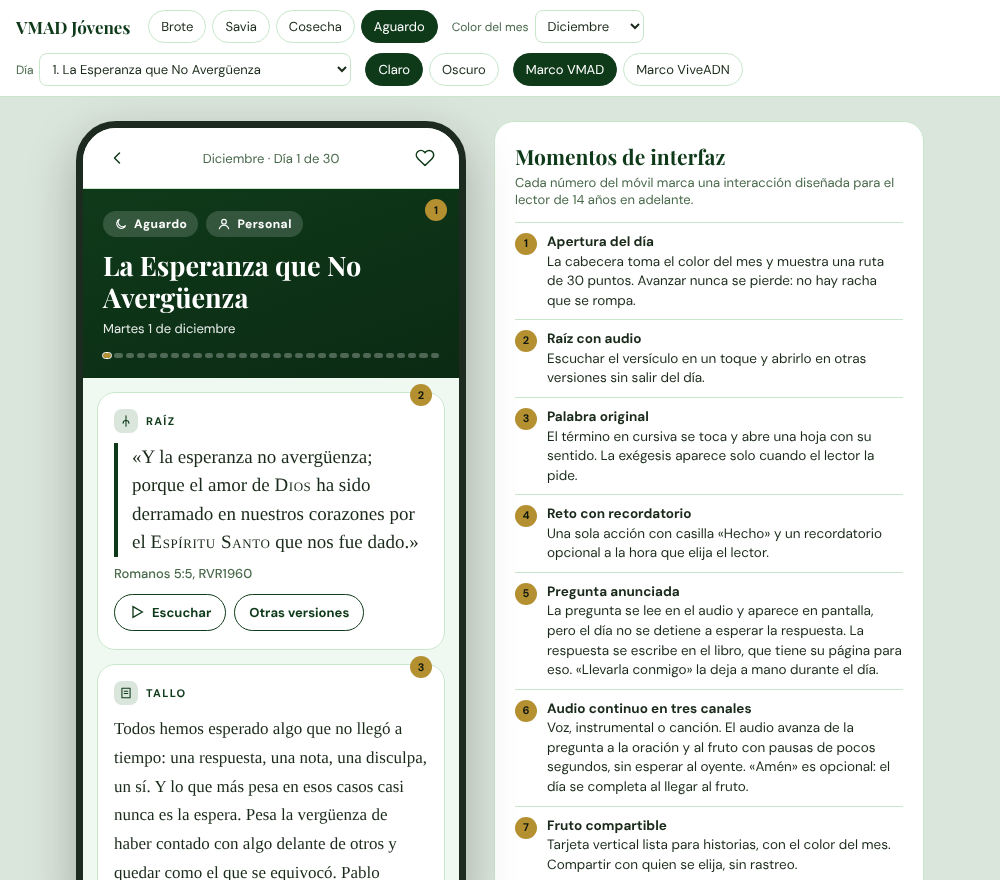 VMAD Jóvenes
Brote
Savia
Cosecha
Aguardo
Color del mes
Diciembre
Día
1. La Esperanza que No Avergüenza
Claro
Oscuro
Marco VMAD
Marco ViveADN
Diciembre · Día 1 de 30
1
Aguardo
Personal
La Esperanza que No
Avergüenza
Martes 1 de diciembre
2
RAÍZ
«Y la esperanza no avergüenza;
porque el amor de Dios ha sido
derramado en nuestros corazones por
el Espíritu Santo que nos fue dado.»
Romanos 5:5, RVR1960
Escuchar
Otras versiones
3
TALLO
Todos hemos esperado algo que no llegó a
tiempo: una respuesta, una nota, una disculpa,
un sí. Y lo que más pesa en esos casos casi
nunca es la espera. Pesa la vergüenza de
haber contado con algo delante de otros y
quedar como el que se equivocó. Pablo
Momentos de interfaz
Cada número del móvil marca una interacción diseñada para el
lector de 14 años en adelante.
1
Apertura del día
La cabecera toma el color del mes y muestra una ruta
de 30 puntos. Avanzar nunca se pierde: no hay racha
que se rompa.
2
Raíz con audio
Escuchar el versículo en un toque y abrirlo en otras
versiones sin salir del día.
3
Palabra original
El término en cursiva se toca y abre una hoja con su
sentido. La exégesis aparece solo cuando el lector la
pide.
4
Reto con recordatorio
Una sola acción con casilla «Hecho» y un recordatorio
opcional a la hora que elija el lector.
5
Pregunta anunciada
La pregunta se lee en el audio y aparece en pantalla,
pero el día no se detiene a esperar la respuesta. La
respuesta se escribe en el libro, que tiene su página para
eso. «Llevarla conmigo» la deja a mano durante el día.
6
Audio continuo en tres canales
Voz, instrumental o canción. El audio avanza de la
pregunta a la oración y al fruto con pausas de pocos
segundos, sin esperar al oyente. «Amén» es opcional: el
día se completa al llegar al fruto.
7
Fruto compartible
Tarjeta vertical lista para historias, con el color del mes.
Compartir con quien se elija, sin rastreo.